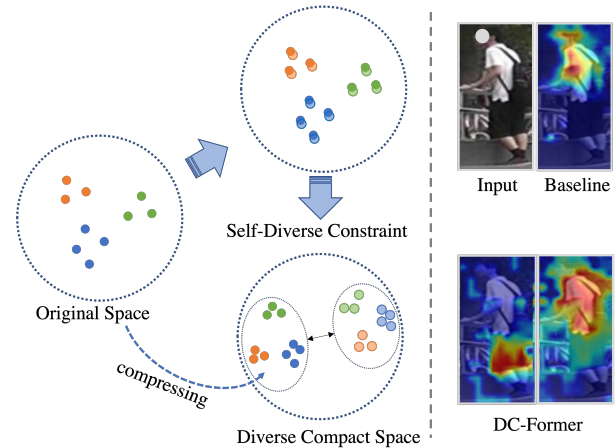 Self-Diverse Constraint
Original Space
compressing
Diverse Compact Space
Input
Baseline
DC-Former